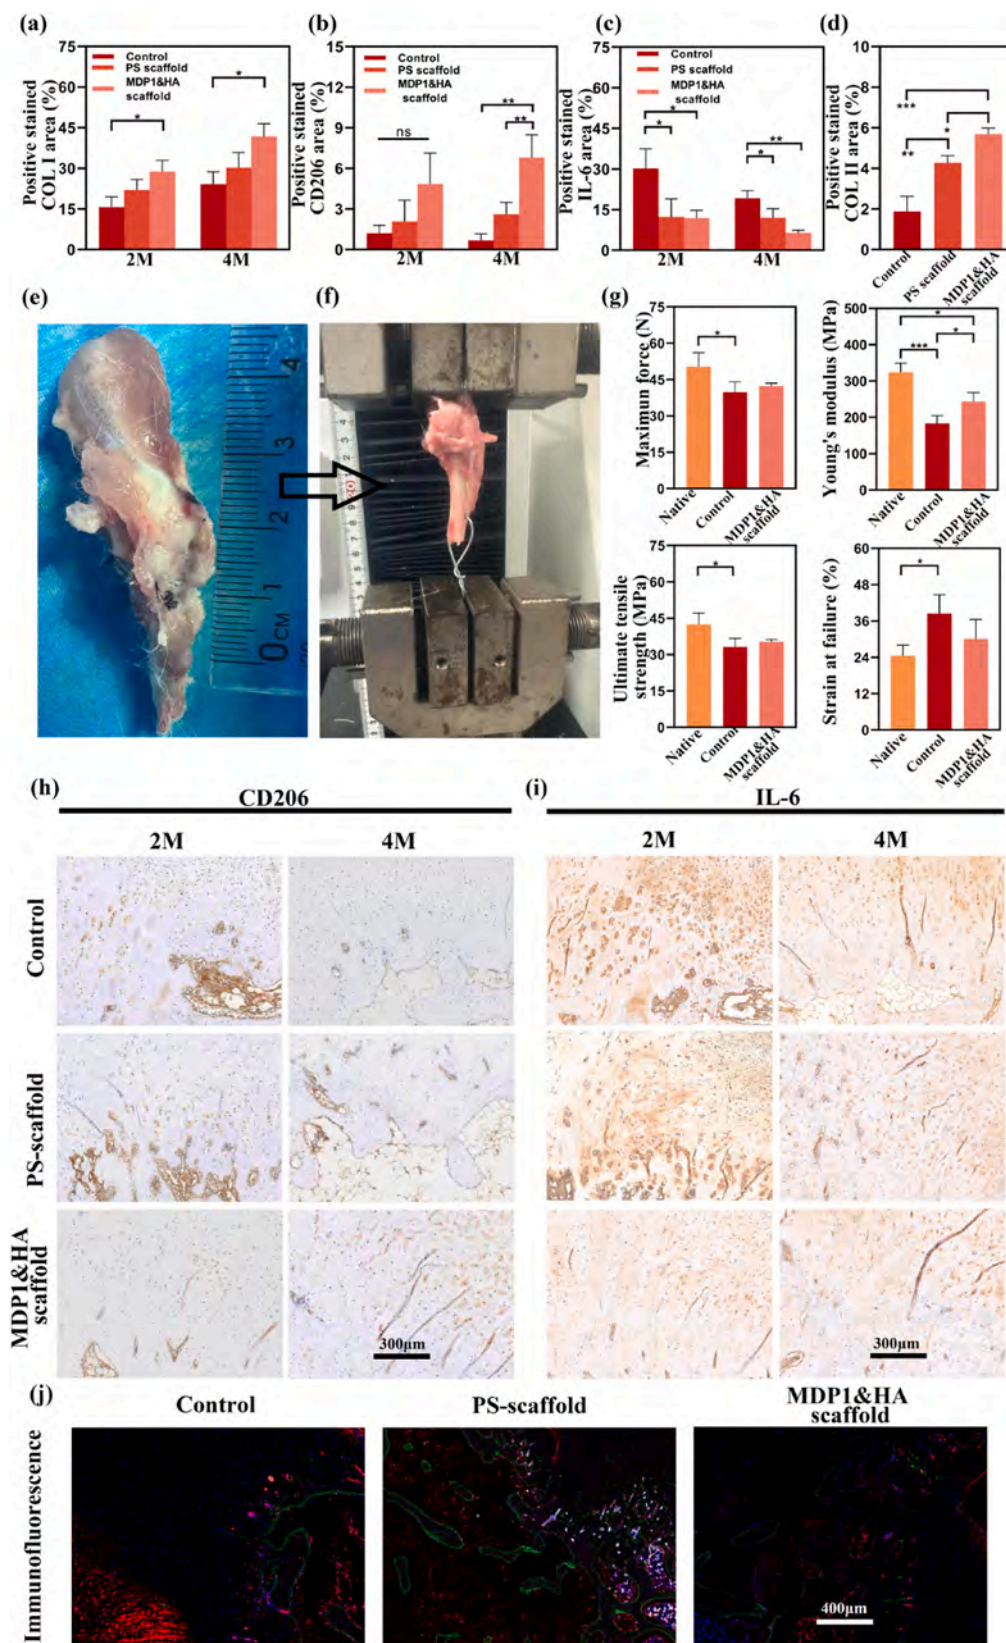 (a)
75
60
45
30
15
0
Positive stained
COL I area (%)
Control
PS scaffold
MDP1&HA
scaffold
*
*
2M
4M
(b)
15
12
9
6
3
0
Positive stained
CD206 area (%)
Control
PS scaffold
MDP1&HA
scaffold
ns
**
**
2M
4M
(c)
75
60
45
30
15
0
Positive stained
IL-6 area (%)
Control
PS scaffold
MDP1&HA
scaffold
*
*
**
*
2M
4M
(d)
10
8
6
4
2
0
Positive stained
COL II area (%)
***
*
**
Control
PS scaffold
MDP1&HA
scaffold
(e)
4
3
2
1
0CM
(f)
(g)
75
60
45
30
15
0
Maximun force (N)
*
Native
Control
MDP1&HA
scaffold
500
400
300
200
100
0
Young's modulus (MPa)
*
***
*
Native
Control
MDP1&HA
scaffold
75
60
45
30
15
0
Ultimate tensile
strength (MPa)
*
Native
Control
MDP1&HA
scaffold
60
48
36
24
12
0
Strain at failure (%)
*
Native
Control
MDP1&HA
scaffold
(h)
CD206
2M
4M
(i)
IL-6
2M
4M
Control
PS-scaffold
MDP1&HA
scaffold
300μm
300μm
(j)
Control
PS-scaffold
MDP1&HA
scaffold
Immunofluorescence
400μm